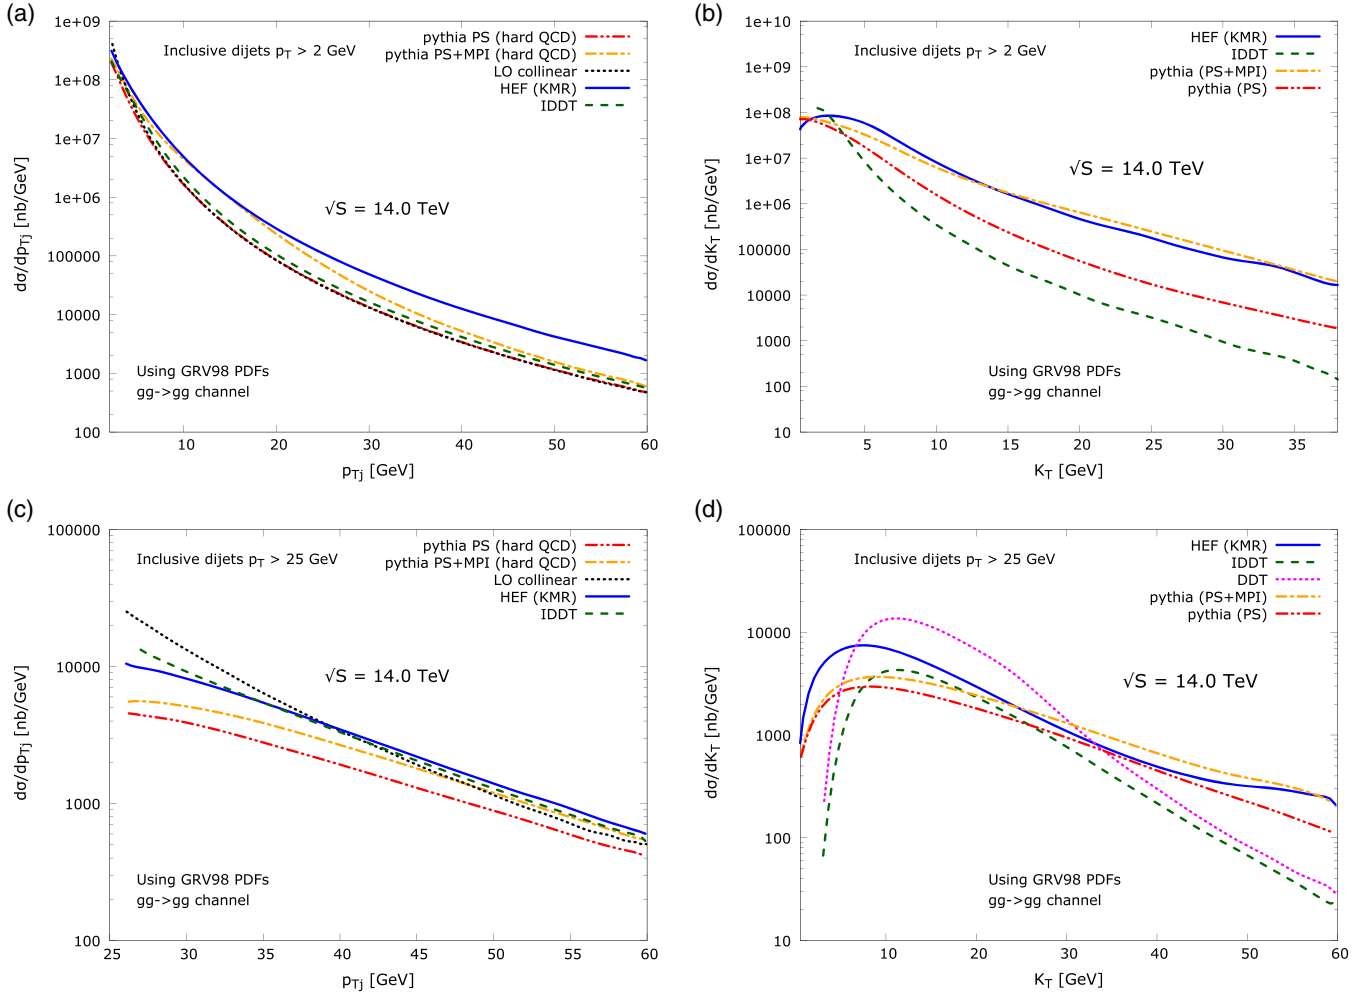 (a)
1e+09
1e+08
1e+07
1e+06
100000
10000
1000
100
dσ/dpTj [nb/GeV]
Inclusive dijets pT > 2 GeV
pythia PS (hard QCD)
pythia PS+MPI (hard QCD)
LO collinear
HEF (KMR)
IDDT
√S = 14.0 TeV
Using GRV98 PDFs
gg->gg channel
10 20 30 40 50 60
pTj [GeV]
(b)
1e+10
1e+09
1e+08
1e+07
1e+06
100000
10000
1000
100
10
dσ/dKT [nb/GeV]
Inclusive dijets pT > 2 GeV
HEF (KMR)
IDDT
pythia (PS+MPI)
pythia (PS)
√S = 14.0 TeV
Using GRV98 PDFs
gg->gg channel
5 10 15 20 25 30 35
KT [GeV]
(c)
100000
10000
1000
100
dσ/dpTj [nb/GeV]
Inclusive dijets pT > 25 GeV
pythia PS (hard QCD)
pythia PS+MPI (hard QCD)
LO collinear
HEF (KMR)
IDDT
√S = 14.0 TeV
Using GRV98 PDFs
gg->gg channel
25 30 35 40 45 50 55 60
pTj [GeV]
(d)
100000
10000
1000
100
10
dσ/dKT [nb/GeV]
Inclusive dijets pT > 25 GeV
HEF (KMR)
IDDT
DDT
pythia (PS+MPI)
pythia (PS)
√S = 14.0 TeV
Using GRV98 PDFs
gg->gg channel
10 20 30 40 50 60
KT [GeV]